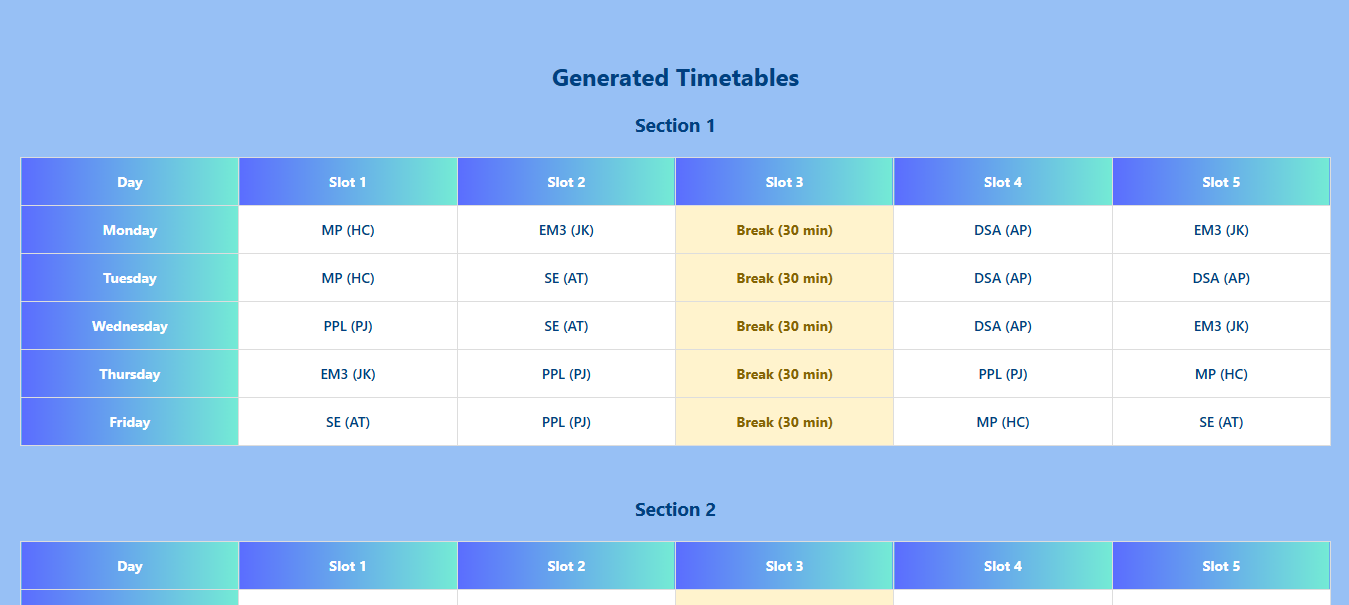 Generated Timetables
Section 1
Day Slot 1 Slot 2 Slot 3 Slot 4 Slot 5
Monday MP (HC) EM3 (JK) Break (30 min) DSA (AP) EM3 (JK)
Tuesday MP (HC) SE (AT) Break (30 min) DSA (AP) DSA (AP)
Wednesday PPL (PJ) SE (AT) Break (30 min) DSA (AP) EM3 (JK)
Thursday EM3 (JK) PPL (PJ) Break (30 min) PPL (PJ) MP (HC)
Friday SE (AT) PPL (PJ) Break (30 min) MP (HC) SE (AT)
Section 2
Day Slot 1 Slot 2 Slot 3 Slot 4 Slot 5